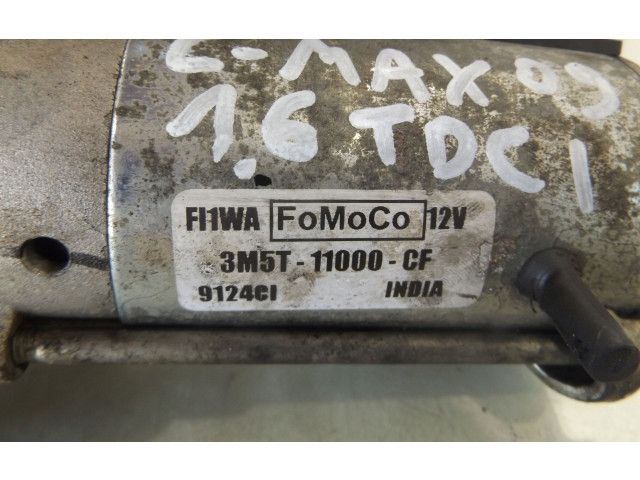 C-MAX 09
1.6 TDCI
FI1WA FoMoCo 12V
3M5T - 11000 - CF
9124CI INDIA